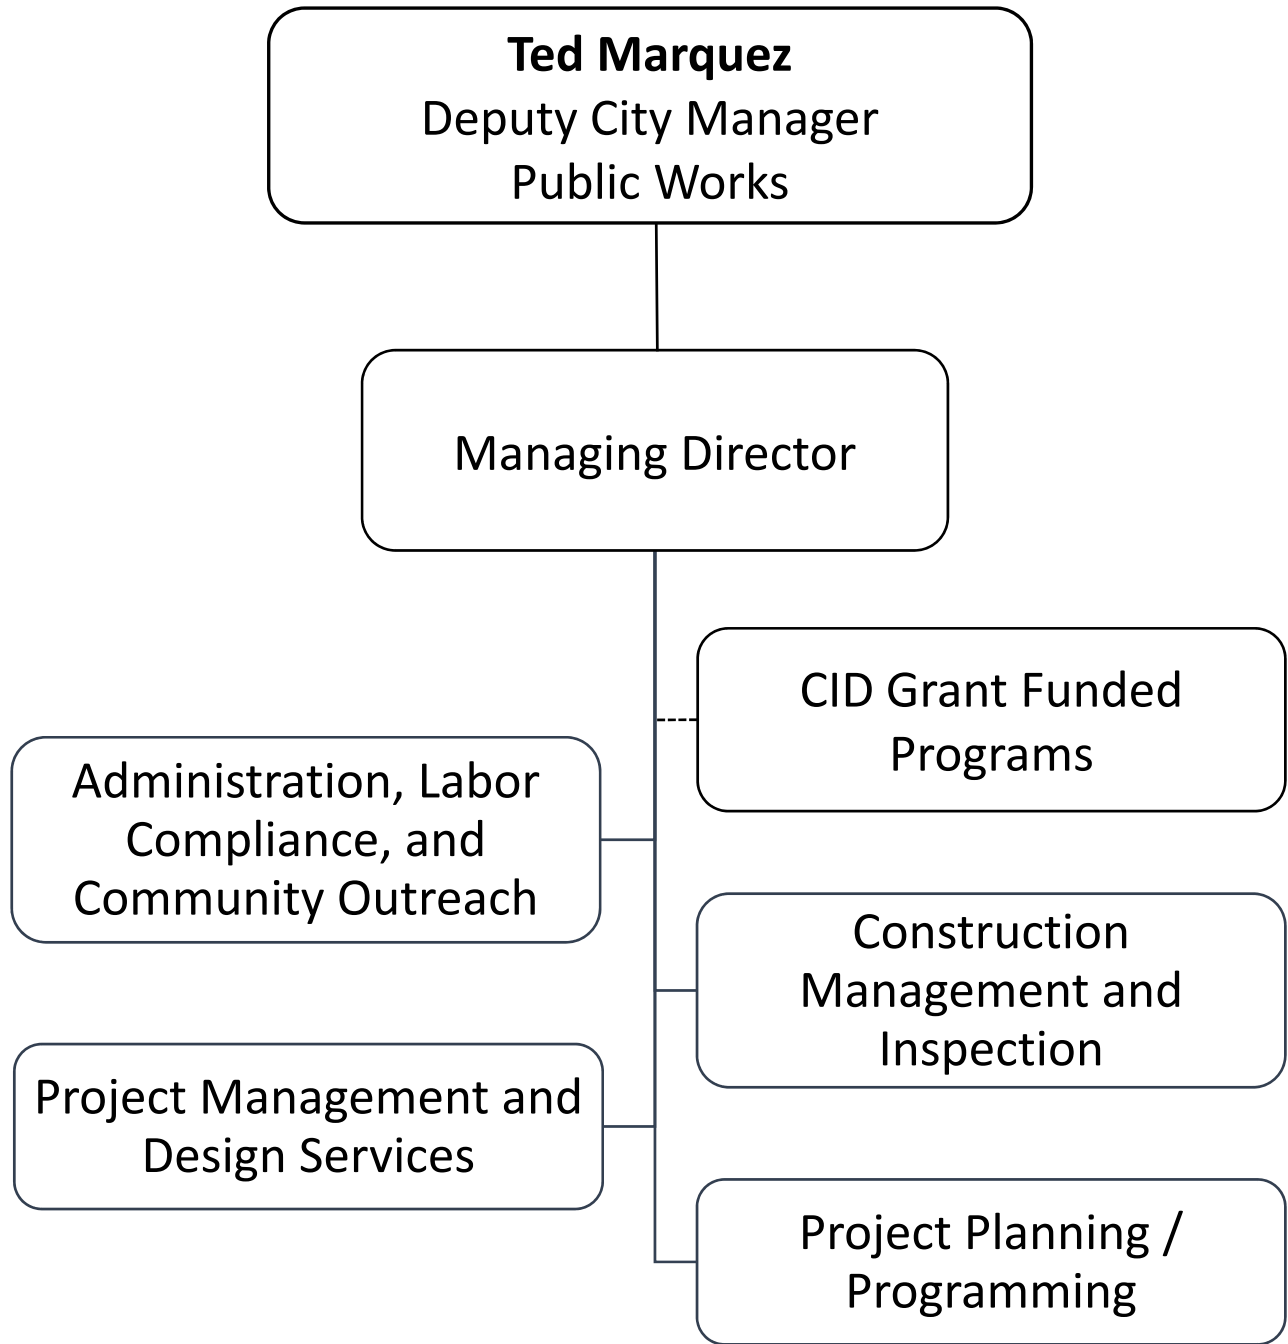 Ted Marquez
Deputy City Manager
Public Works
Managing Director
CID Grant Funded
Programs
Administration, Labor
Compliance, and
Community Outreach
Construction
Management and
Inspection
Project Management and
Design Services
Project Planning /
Programming